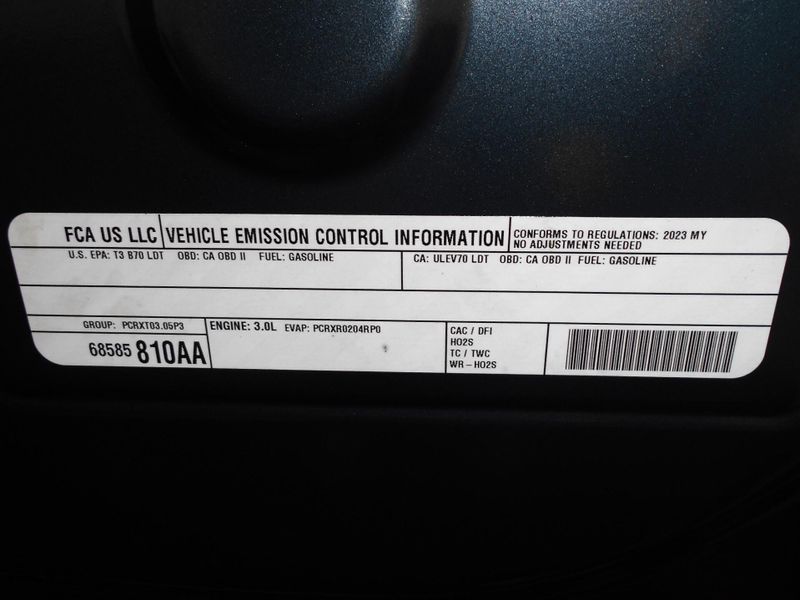 FCA US LLC VEHICLE EMISSION CONTROL INFORMATION
CONFORMS TO REGULATIONS: 2023 MY
NO ADJUSTMENTS NEEDED
U.S. EPA: T3 B70 LDT OBD: CA OBD II FUEL: GASOLINE
CA: ULEV70 LDT OBD: CA OBD II FUEL: GASOLINE
GROUP: PCRXT03.05P3
68585 810AA
ENGINE: 3.0L EVAP: PCRXR0204RP0
CAC / DFI
HO2S
TC / TWC
WR-HO2S